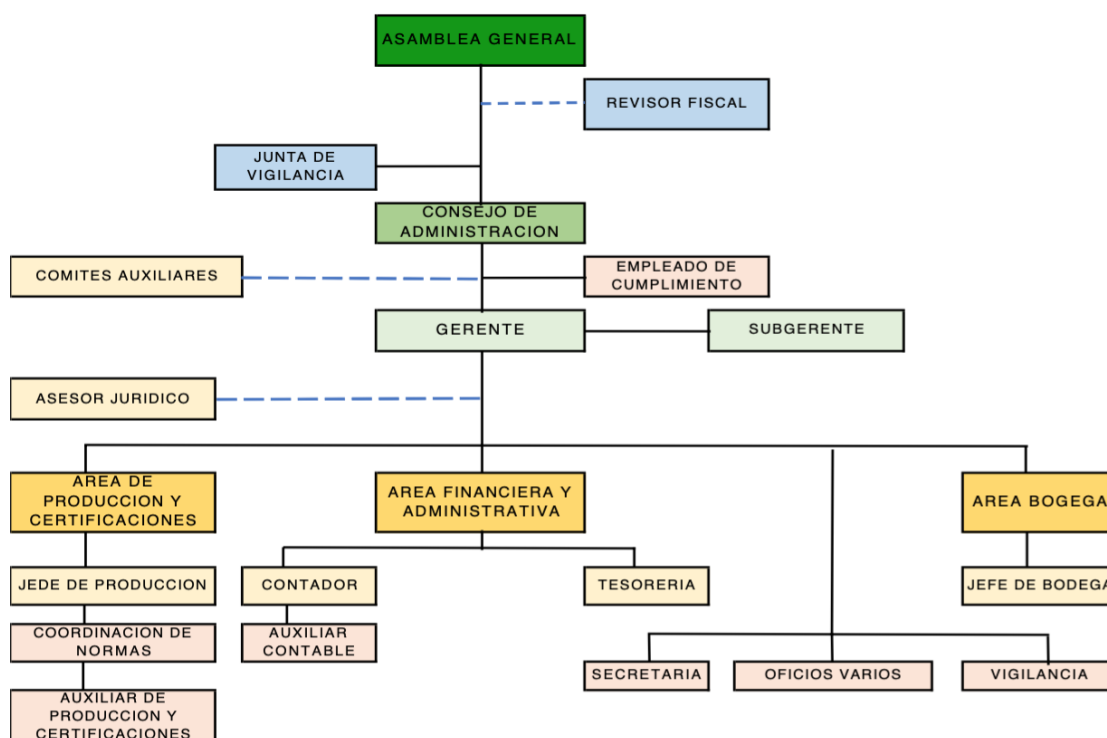 ASAMBLEA GENERAL
REVISOR FISCAL
JUNTA DE
VIGILANCIA
CONSEJO DE
ADMINISTRACION
COMITES AUXILIARES
EMPLEADO DE
CUMPLIMIENTO
GERENTE
SUBGERENTE
ASESOR JURIDICO
AREA DE
PRODUCCION Y
CERTIFICACIONES
AREA FINANCIERA Y
ADMINISTRATIVA
AREA BOGEGA
JEDE DE PRODUCCION
CONTADOR
TESORERIA
JEFE DE BODEGA
COORDINACION DE
NORMAS
AUXILIAR
CONTABLE
SECRETARIA
OFICIOS VARIOS
VIGILANCIA
AUXILIAR DE
PRODUCCION Y
CERTIFICACIONES